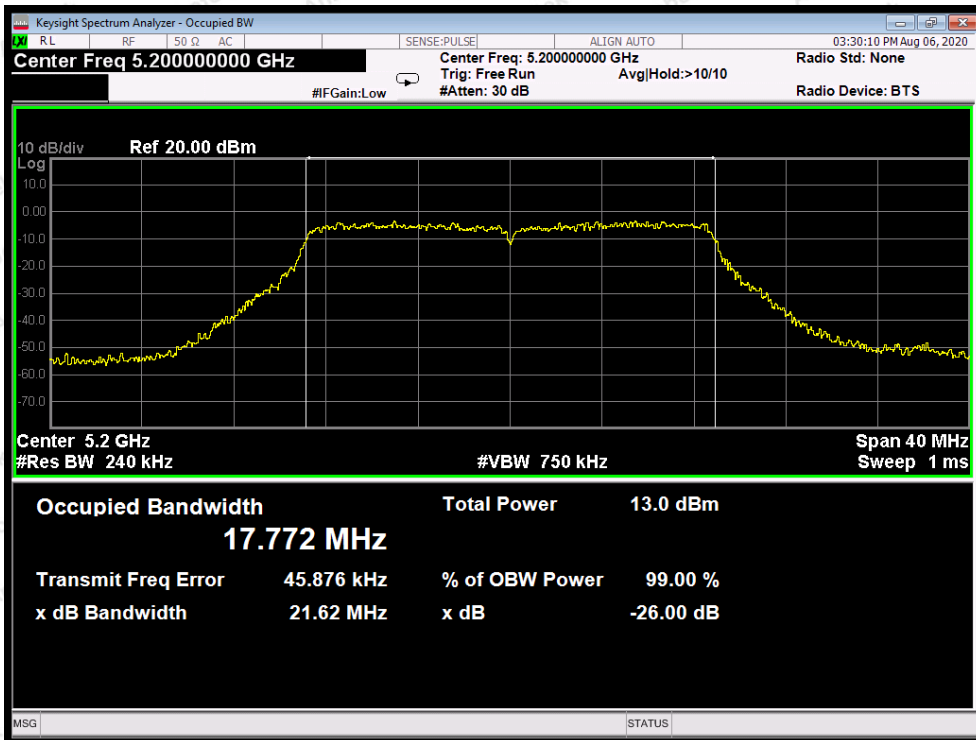 Keysight Spectrum Analyzer - Occupied BW
LXI RL RF 50 Ω AC SENSE:PULSE ALIGN AUTO 03:30:10 PM Aug 06, 2020
Center Freq 5.200000000 GHz Center Freq: 5.200000000 GHz Radio Std: None
Trig: Free Run Avg|Hold:>10/10
#IFGain:Low #Atten: 30 dB Radio Device: BTS
10 dB/div Ref 20.00 dBm
Log
10.0
0.00
-10.0
-20.0
-30.0
-40.0
-50.0
-60.0
-70.0
Center 5.2 GHz Span 40 MHz
#Res BW 240 kHz #VBW 750 kHz Sweep 1 ms
Occupied Bandwidth Total Power 13.0 dBm
17.772 MHz
Transmit Freq Error 45.876 kHz % of OBW Power 99.00 %
x dB Bandwidth 21.62 MHz x dB -26.00 dB
MSG STATUS